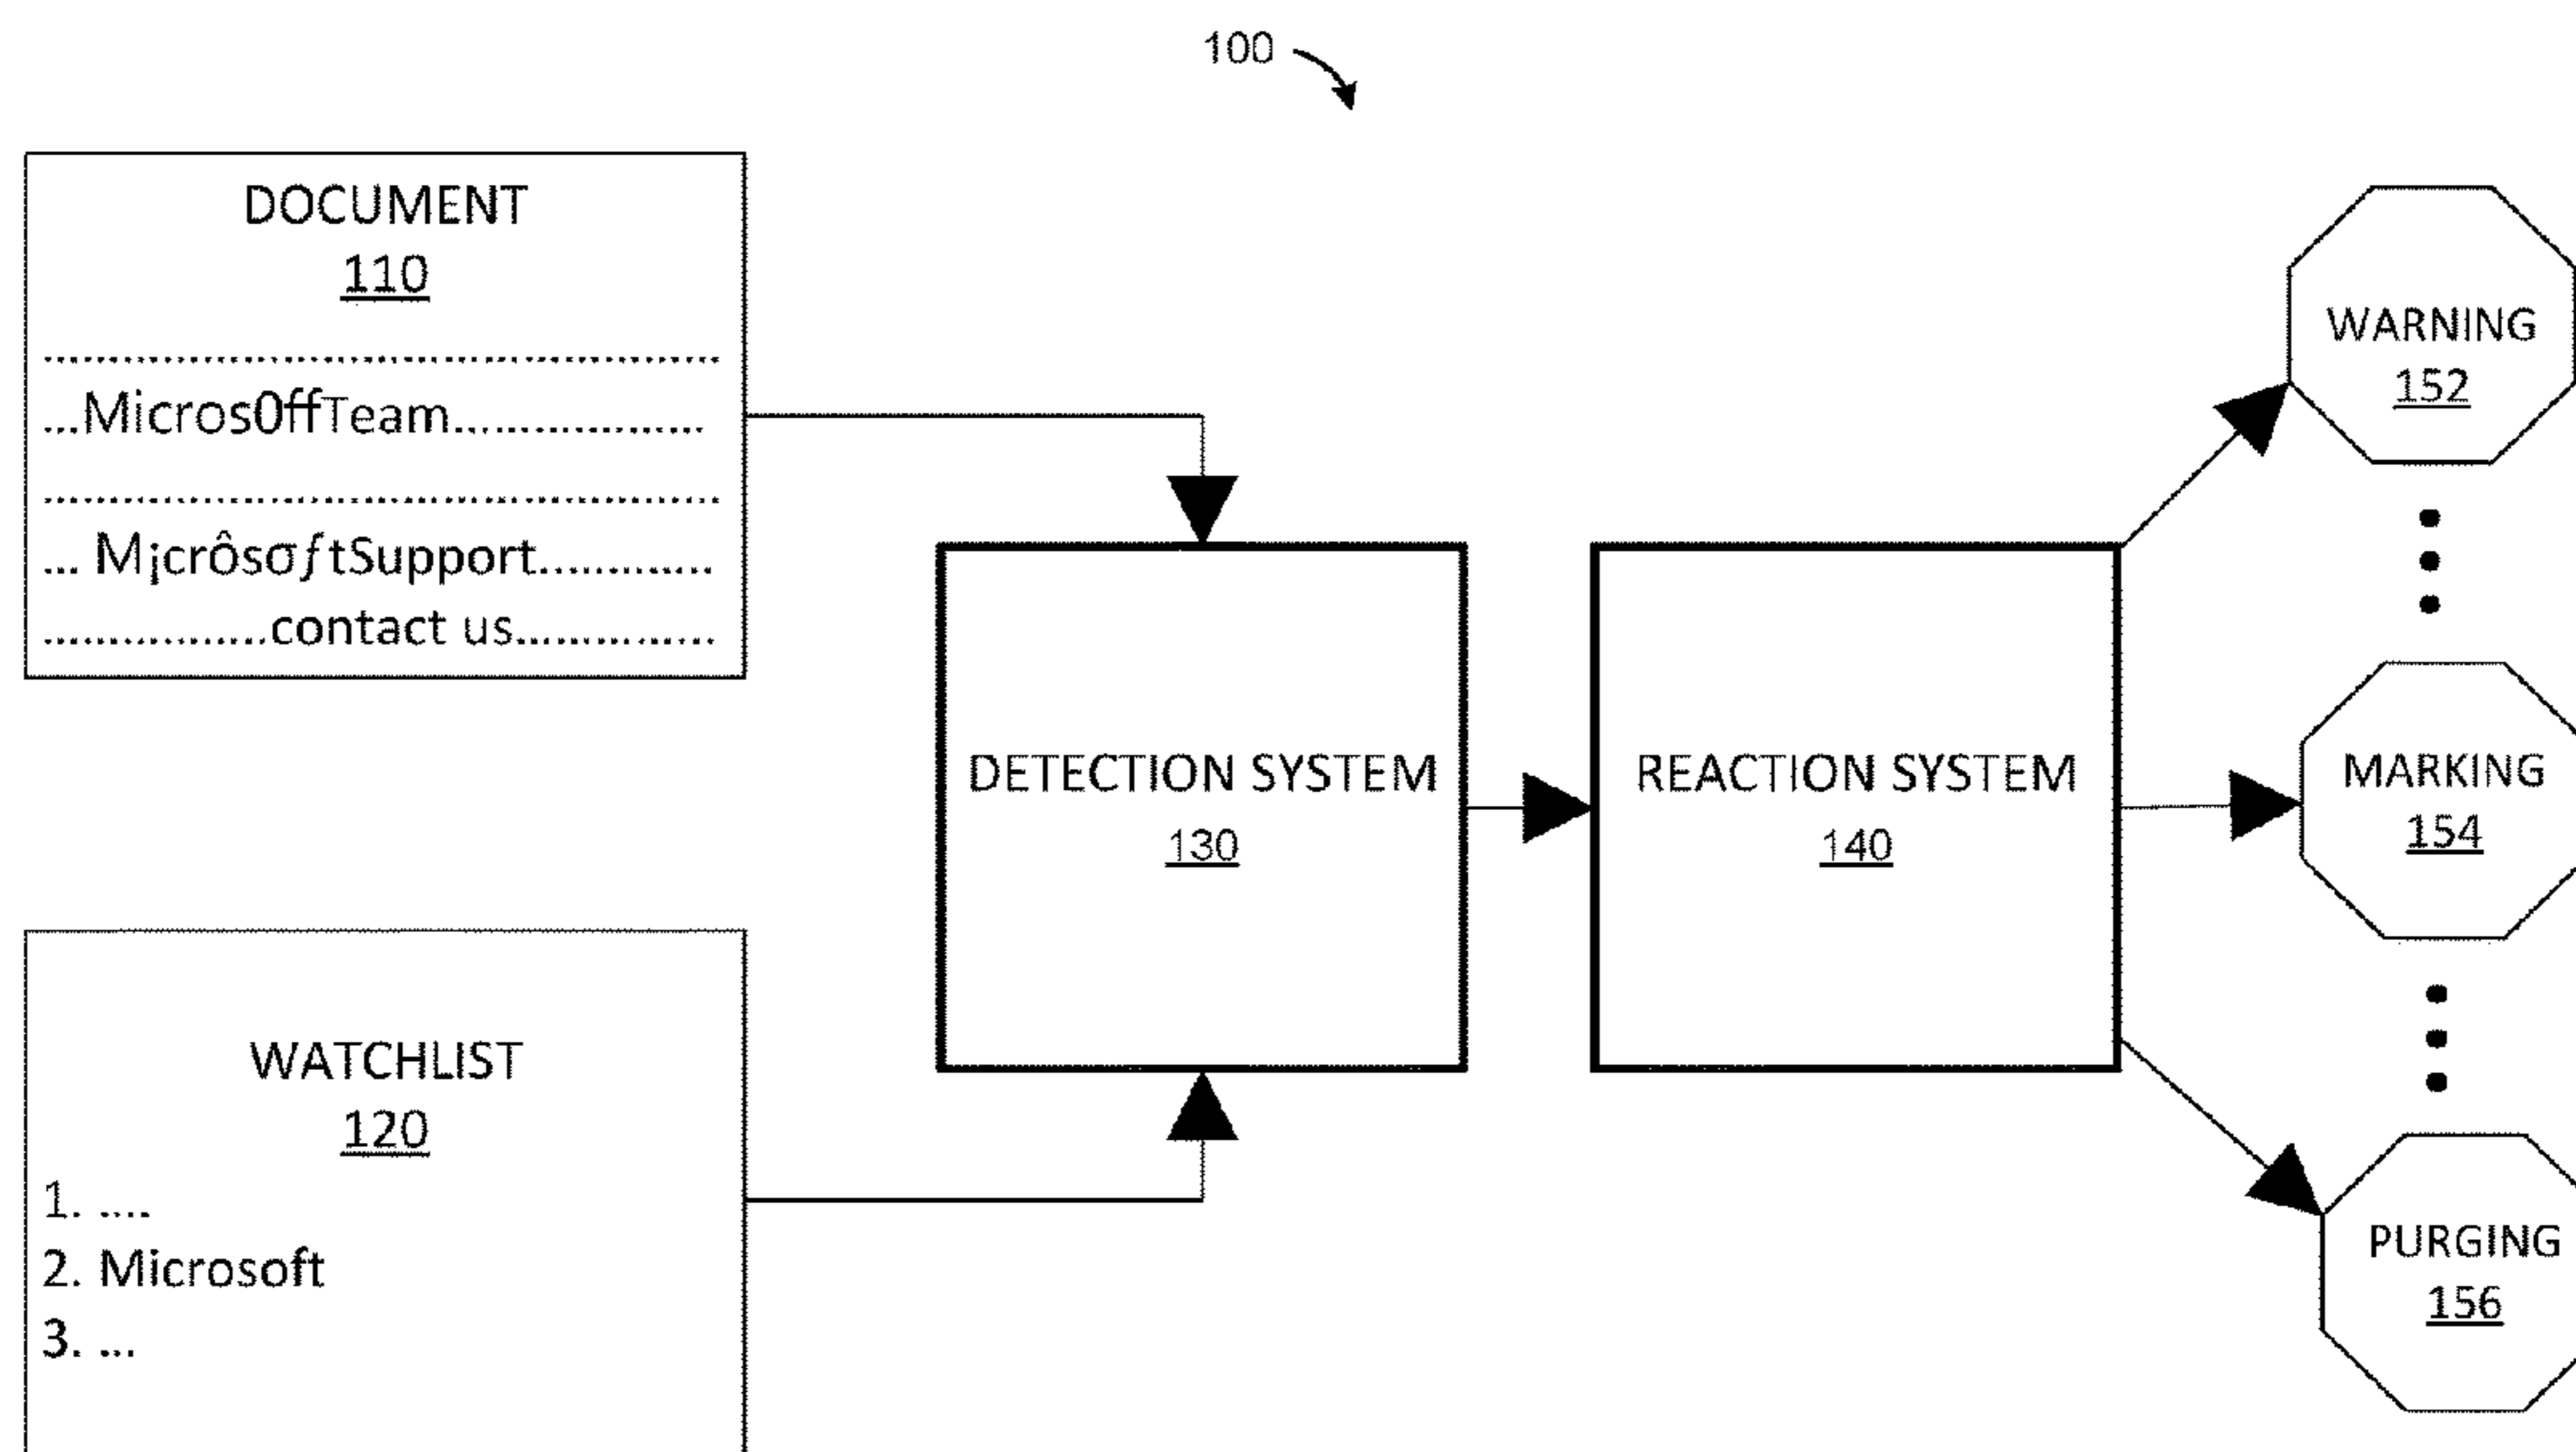 100
DOCUMENT
110
.................................................
...Micros0ffTeam...................
.................................................
... M¡crôsσƒtSupport.............
.................contact us...............
WATCHLIST
120
1. ....
2. Microsoft
3. ...
DETECTION SYSTEM
130
REACTION SYSTEM
140
WARNING
152
MARKING
154
PURGING
156